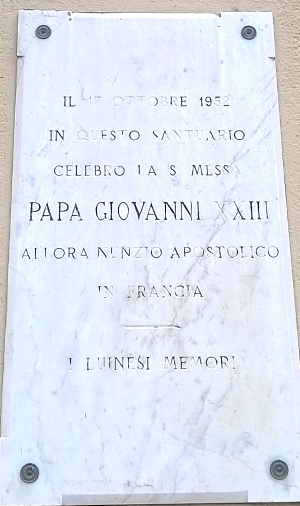 IL 17 OTTOBRE 1952
IN QUESTO SANTUARIO
CELEBRO LA S MESSA
PAPA GIOVANNI XXIII
ALLORA NUNZIO APOSTOLICO
IN FRANCIA
I LUINESI MEMORI